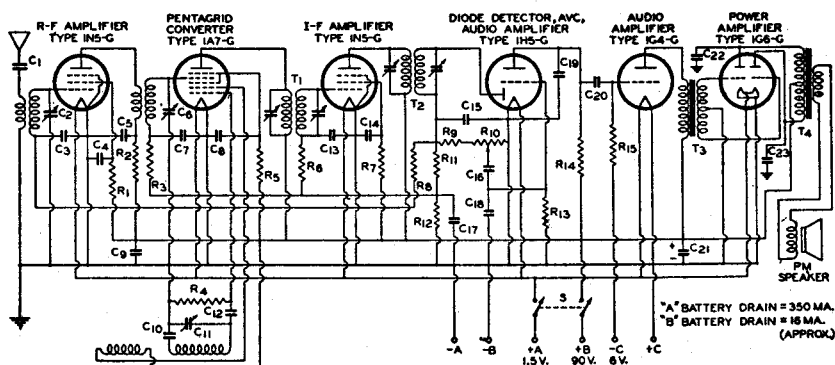 R-F AMPLIFIER
TYPE 1N5-G
PENTAGRID
CONVERTER
TYPE 1A7-G
I-F AMPLIFIER
TYPE 1N5-G
DIODE DETECTOR, AVC,
AUDIO AMPLIFIER
TYPE 1H5-G
AUDIO
AMPLIFIER
TYPE 1G4-G
POWER
AMPLIFIER
TYPE 1G6-G
C1
C2
C3
C4
C5
C6
C7
C8
C9
C10
C11
C12
C13
C14
C15
C16
C17
C18
C19
C20
C21
C22
C23
R1
R2
R3
R4
R5
R6
R7
R8
R9
R10
R11
R12
R13
R14
R15
T1
T2
T3
T4
S
+
-
PM
SPEAKER
"A" BATTERY DRAIN = 350 MA.
"B" BATTERY DRAIN = 16 MA.
(APPROX.)
-A
-B
+A
1.5 V.
+B
90 V.
-C
6 V.
+C